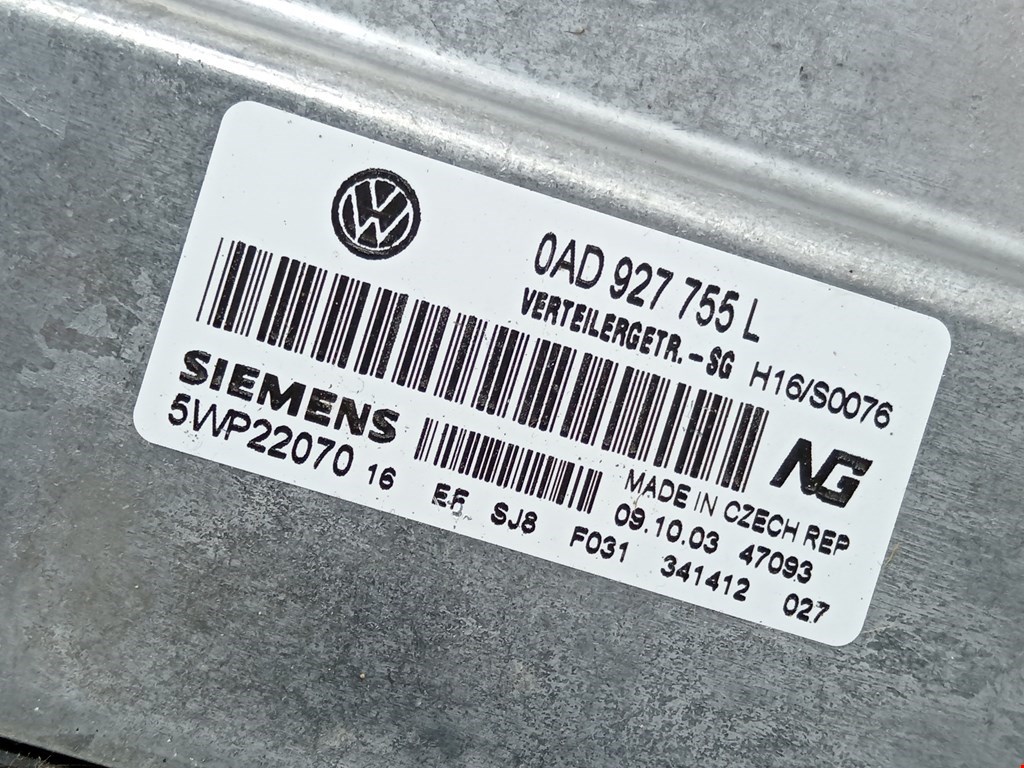 0AD 927 755 L
VERTEILERGETR.-SG H16/S0076
SIEMENS
NG
5WP22070 16
MADE IN CZECH REP
09.10.03 47093
SJ8 F031 341412 027